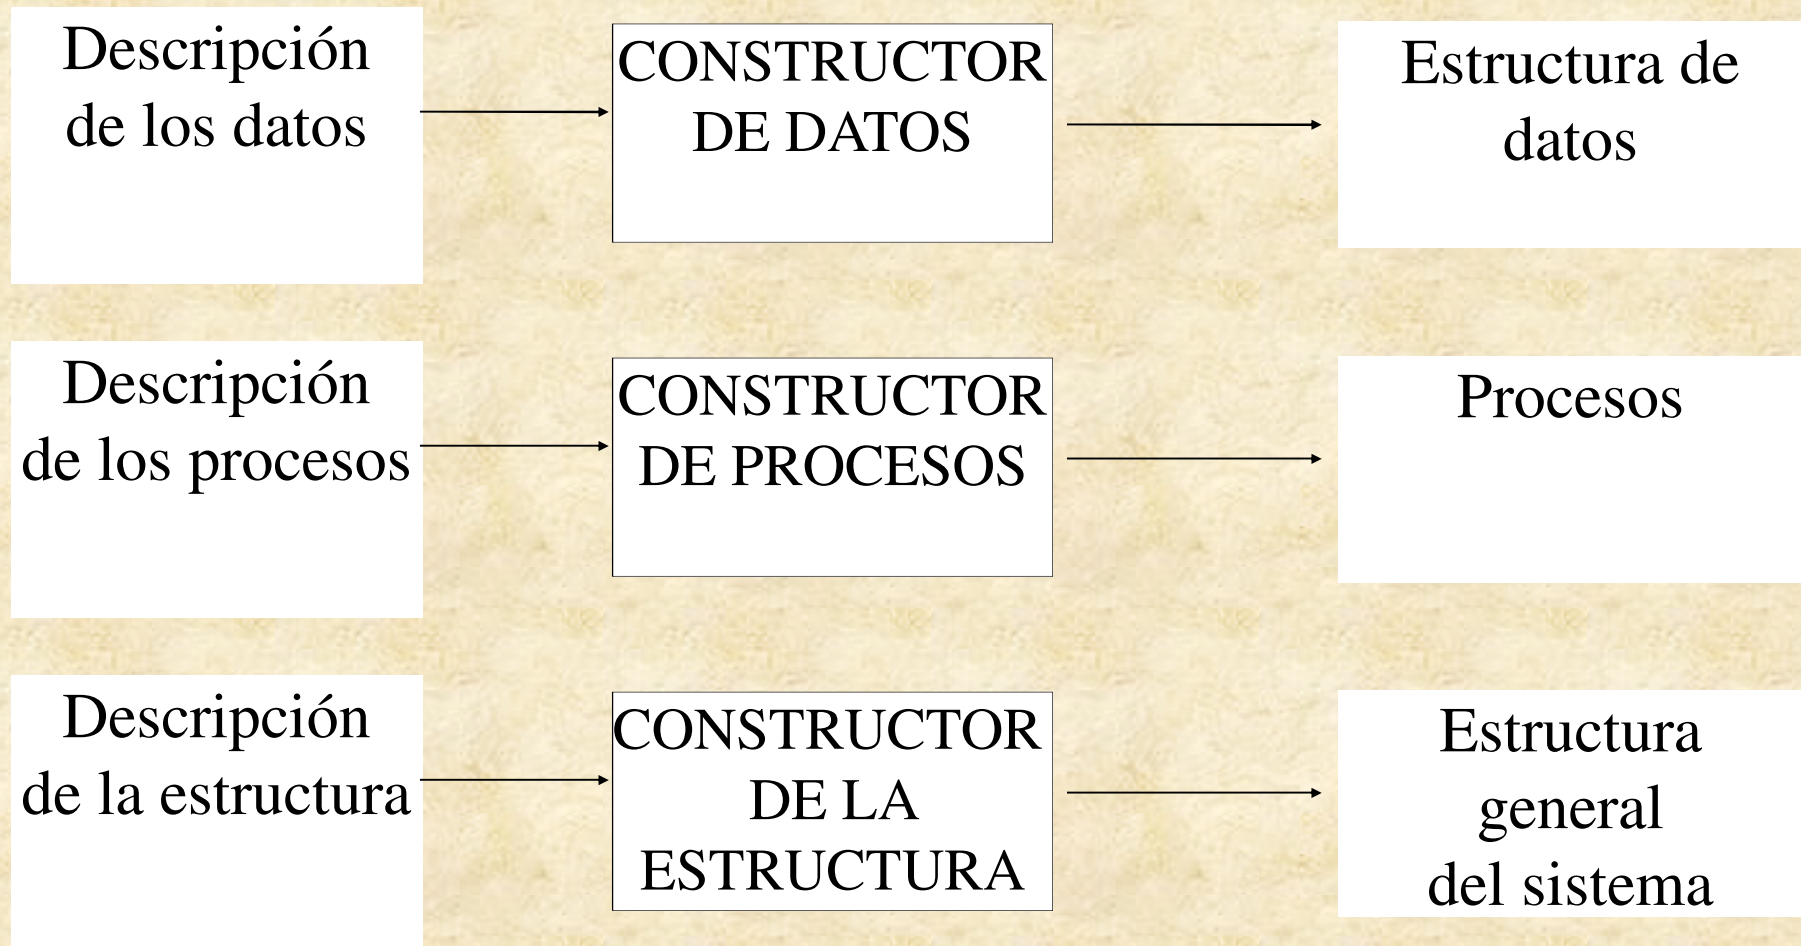 Descripción
de los datos
CONSTRUCTOR
DE DATOS
Estructura de
datos
Descripción
de los procesos
CONSTRUCTOR
DE PROCESOS
Procesos
Descripción
de la estructura
CONSTRUCTOR
DE LA
ESTRUCTURA
Estructura
general
del sistema